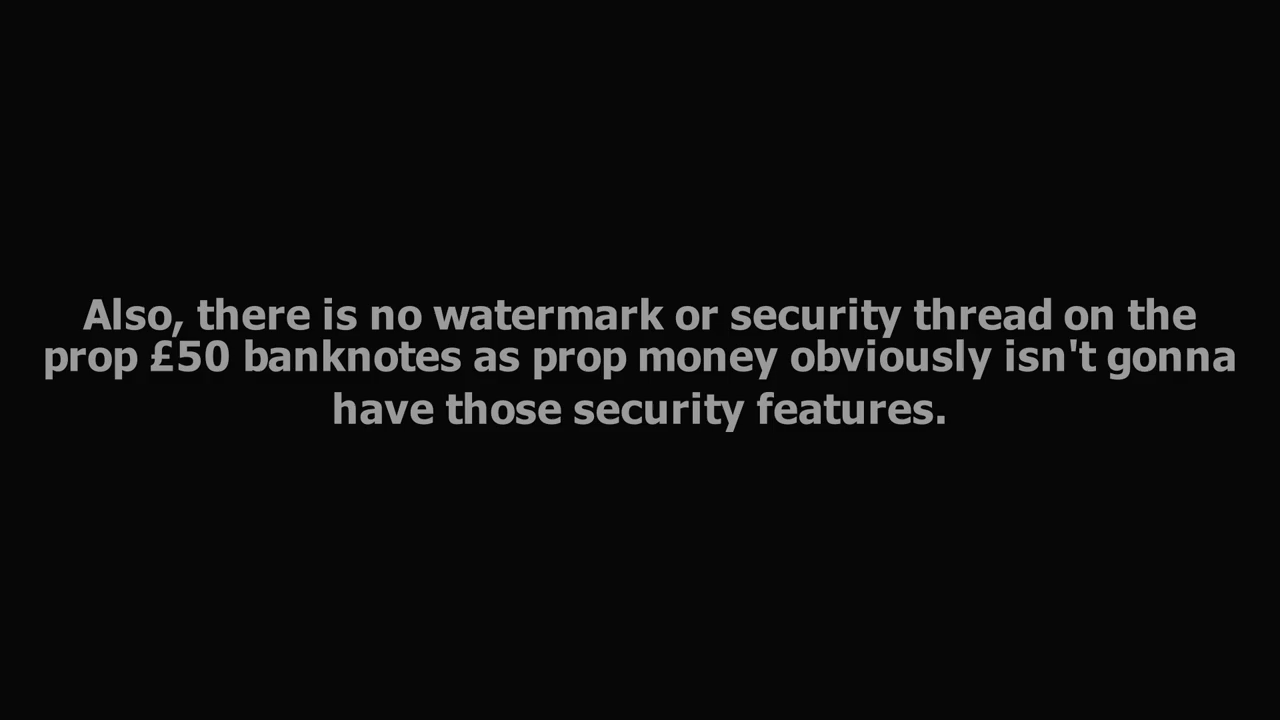 Also, there is no watermark or security thread on the
prop £50 banknotes as prop money obviously isn't gonna
have those security features.